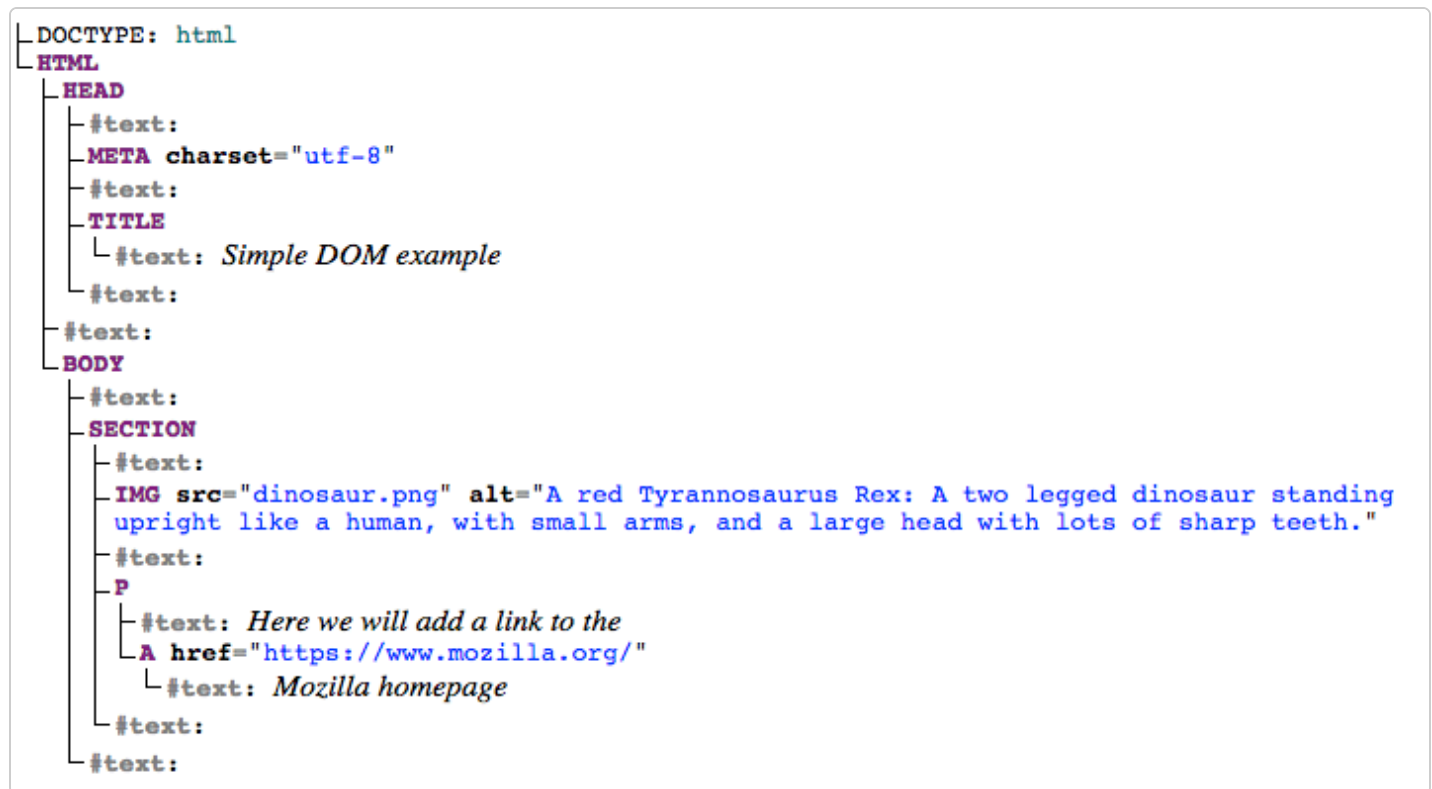 DOCTYPE: html
HTML
HEAD
#text:
META charset="utf-8"
#text:
TITLE
#text: Simple DOM example
#text:
#text:
BODY
#text:
SECTION
#text:
IMG src="dinosaur.png" alt="A red Tyrannosaurus Rex: A two legged dinosaur standing
upright like a human, with small arms, and a large head with lots of sharp teeth."
#text:
P
#text: Here we will add a link to the
A href="https://www.mozilla.org/"
#text: Mozilla homepage
#text:
#text: